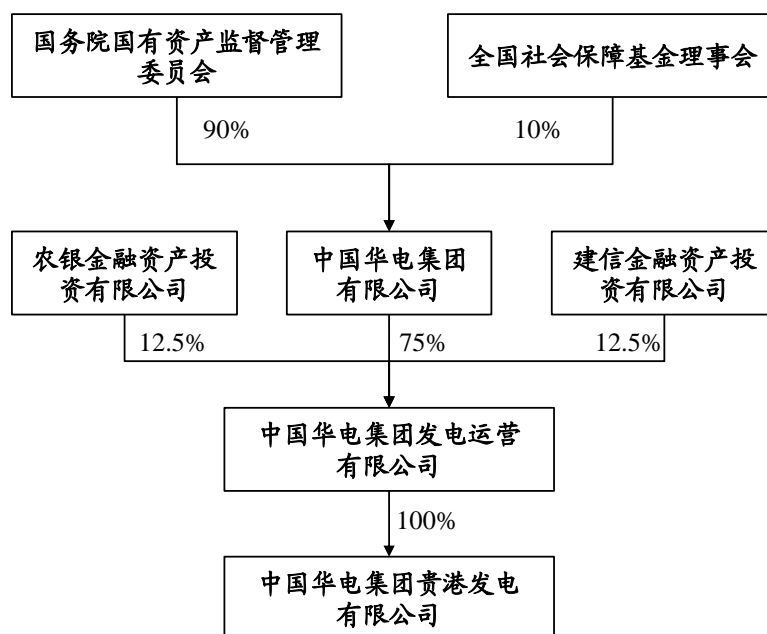 国务院国有资产监督管理
委员会
全国社会保障基金理事会
90%
10%
农银金融资产投
资有限公司
中国华电集团
有限公司
建信金融资产投
资有限公司
12.5%
75%
12.5%
中国华电集团发电运营
有限公司
100%
中国华电集团贵港发电
有限公司